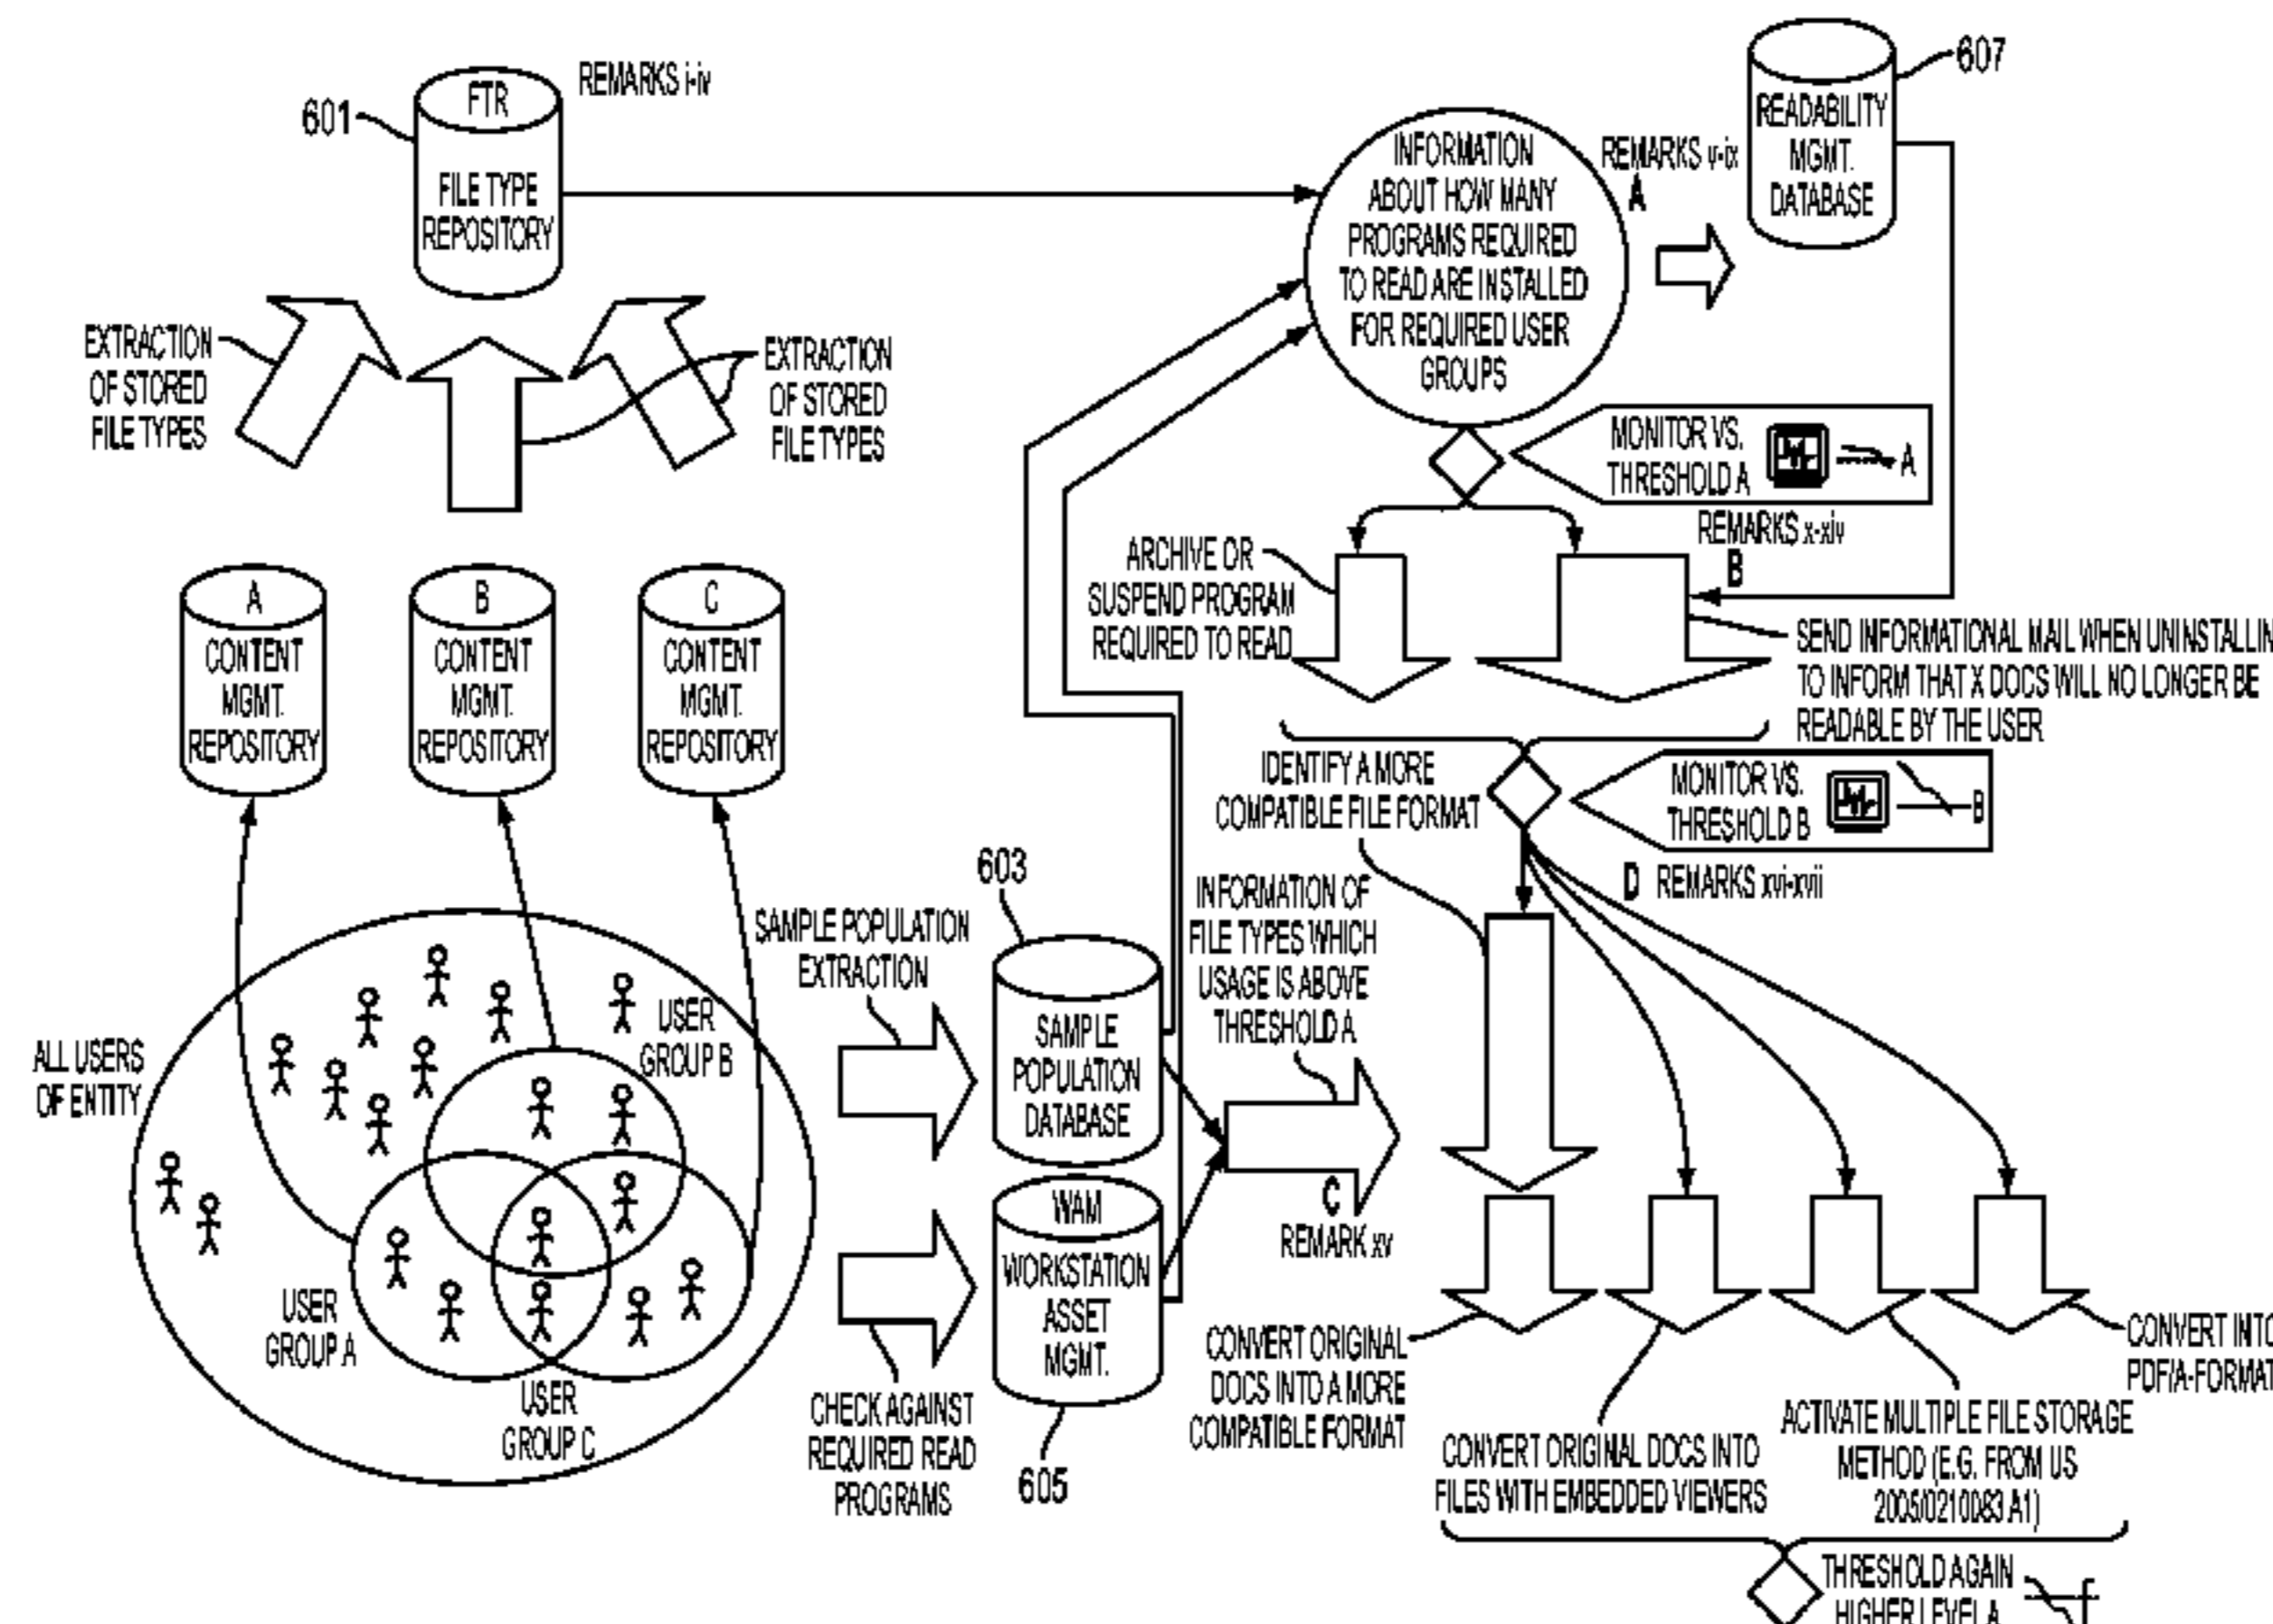 601
FTR
FILE TYPE
REPOSITORY
REMARKS i-iv
EXTRACTION
OF STORED
FILE TYPES
EXTRACTION
OF STORED
FILE TYPES
A
CONTENT
MGMT.
REPOSITORY
B
CONTENT
MGMT.
REPOSITORY
C
CONTENT
MGMT.
REPOSITORY
ALL USERS
OF ENTITY
USER
GROUP B
USER
GROUP A
USER
GROUP C
SAMPLE POPULATION
EXTRACTION
CHECK AGAINST
REQUIRED READ
PROGRAMS
603
SAMPLE
POPULATION
DATABASE
WAM
WORKSTATION
ASSET
MGMT.
605
INFORMATION
ABOUT HOW MANY
PROGRAMS REQUIRED
TO READ ARE INSTALLED
FOR REQUIRED USER
GROUPS
REMARKS v-ix
A
607
READABILITY
MGMT.
DATABASE
MONITOR VS.
THRESHOLD A
A
REMARKS x-xiv
B
ARCHIVE OR
SUSPEND PROGRAM
REQUIRED TO READ
SEND INFORMATIONAL MAIL WHEN UNINSTALLIN
TO INFORM THAT X DOCS WILL NO LONGER BE
READABLE BY THE USER
IDENTIFY A MORE
COMPATIBLE FILE FORMAT
MONITOR VS.
THRESHOLD B
B
D REMARKS xvi-xvii
INFORMATION OF
FILE TYPES WHICH
USAGE IS ABOVE
THRESHOLD A
C
REMARK xv
CONVERT ORIGINAL
DOCS INTO A MORE
COMPATIBLE FORMAT
CONVERT ORIGINAL DOCS INTO
FILES WITH EMBEDDED VIEWERS
ACTIVATE MULTIPLE FILE STORAGE
METHOD (E.G. FROM US
2005/0210083 A1)
CONVERT INTO
PDF/A-FORMAT
THRESHOLD AGAIN
HIGHER LEVEL A